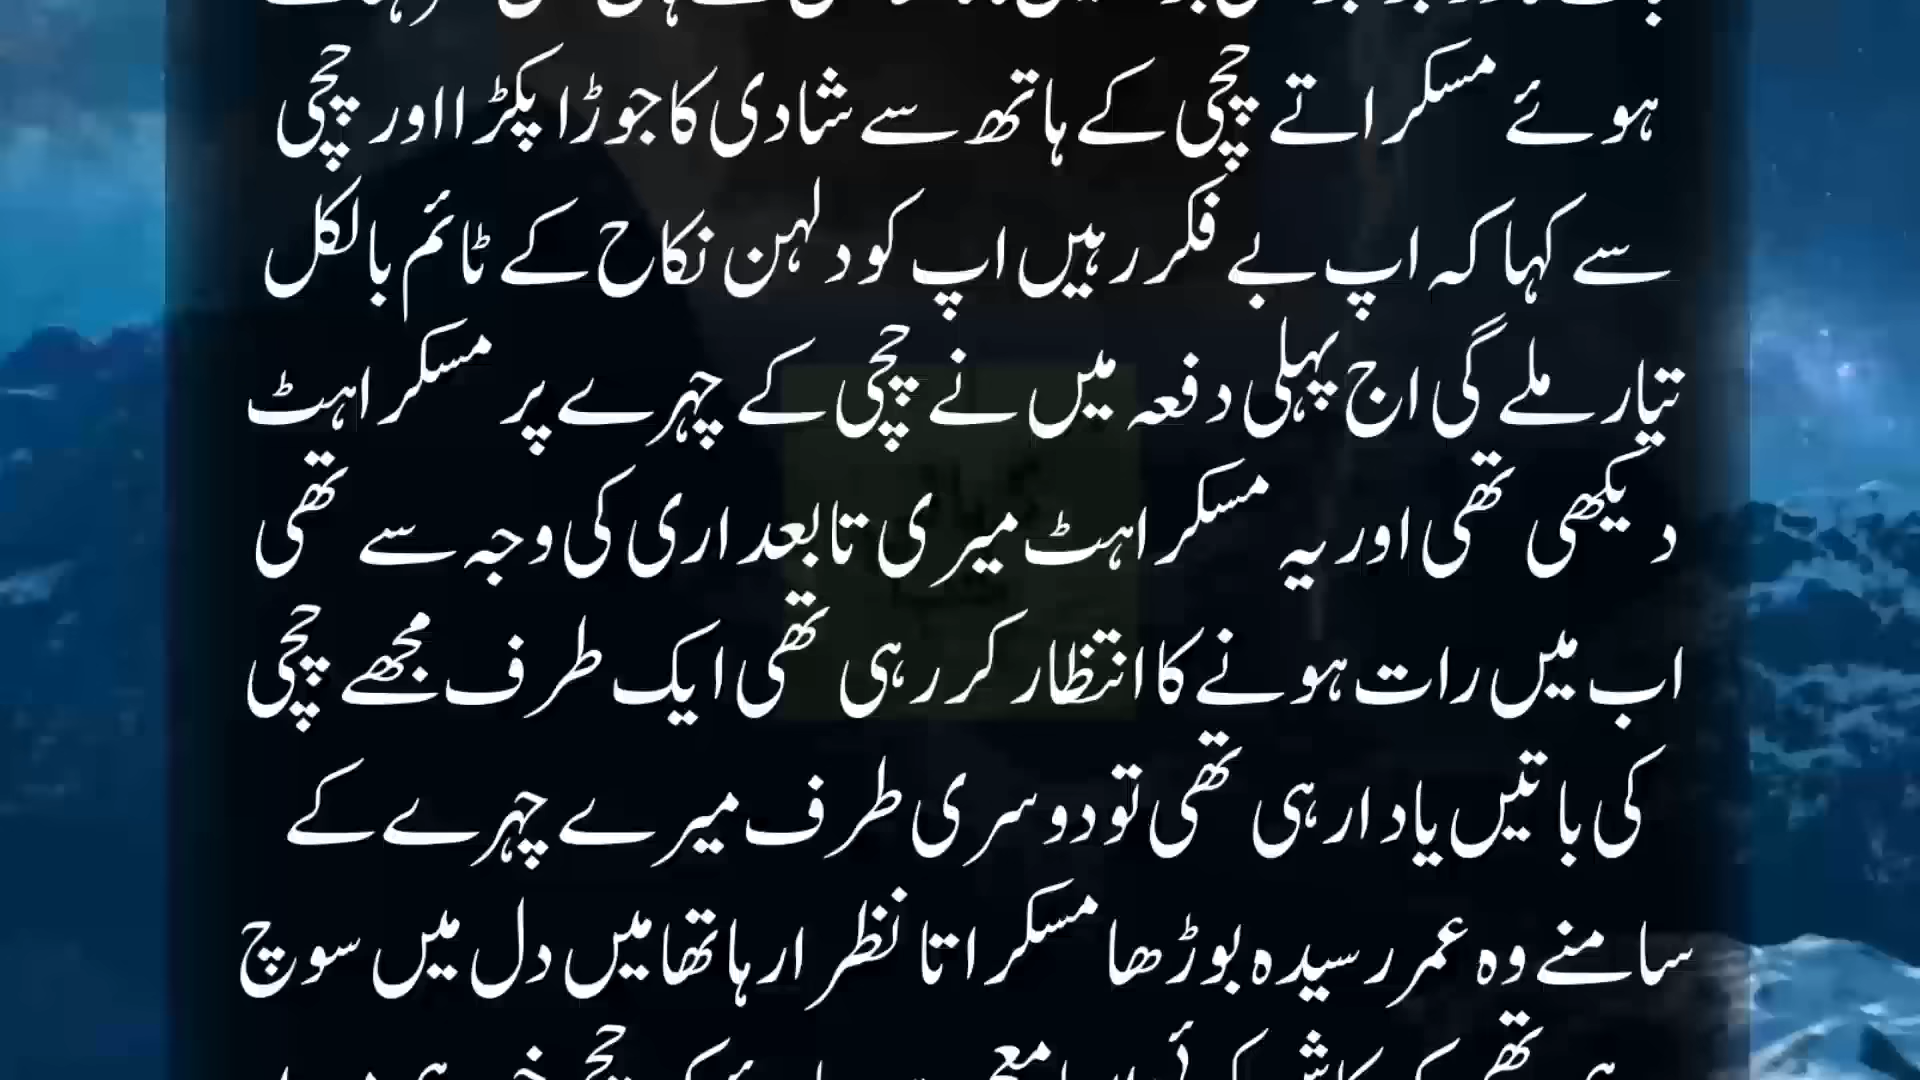 ہوئے مسکراتے چچی کے ہاتھ سے شادی کا جوڑا پکڑا اور چچی
سے کہا کہ اپ بے فکر رہیں اپ کو دلہن نکاح کے ٹائم بالکل
تیار ملے گی اج پہلی دفعہ میں نے چچی کے چہرے پر مسکراہٹ
دیکھی تھی اور یہ مسکراہٹ میری تابعداری کی وجہ سے تھی
اب میں رات ہونے کا انتظار کر رہی تھی ایک طرف مجھے چچی
کی باتیں یاد ارہی تھی تو دوسری طرف میرے چہرے کے
سامنے وہ عمر رسیدہ بوڑھا مسکراتا نظر ارہا تھا میں دل میں سوچ